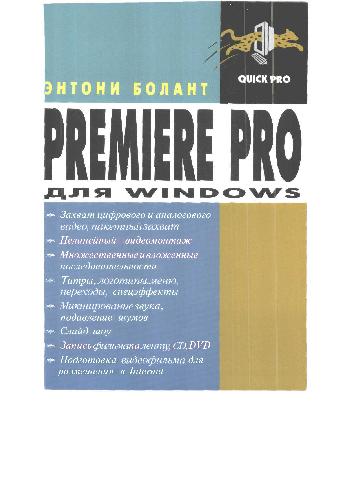 QUICK PRO
ЭНТОНИ БОЛАНТ
PREMIERE PRO
ДЛЯ WINDOWS
Захват цифрового и аналогового
видео, пакетный захват
Нелинейный видеомонтаж
Множественные и вложенные
последовательности
Титры, логотипы, меню,
переходы, спецэффекты
Микширование звука,
подавление шумов
Слайд-шоу
Запись фильма на ленту, CD, DVD
Подготовка видеофильма для
размещения в Internet